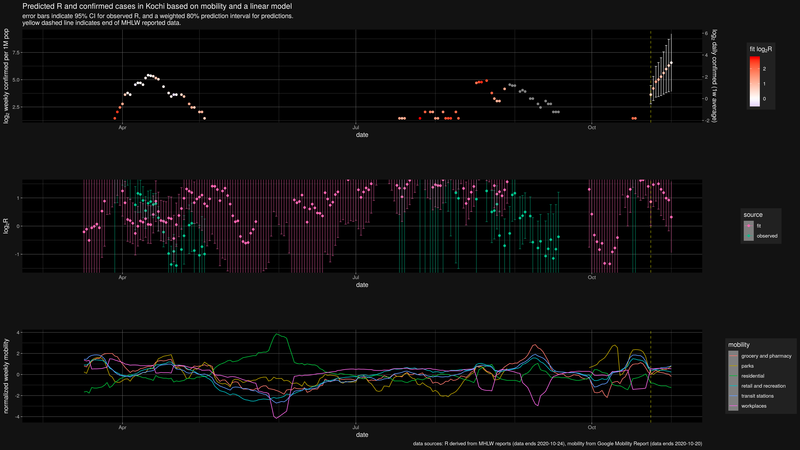 Predicted R and confirmed cases in Kochi based on mobility and a linear model
error bars indicate 95% CI for observed R, and a weighted 80% prediction interval for predictions.
yellow dashed line indicates end of MHLW reported data.
log₂ weekly confirmed per 1M pop
7.5
5.0
2.5
log₂ daily confirmed (1w average)
6
4
2
0
-2
Apr
Jul
Oct
date
fit log₂R
2
1
0
log₂R
1
0
-1
Apr
Jul
Oct
date
source
fit
observed
normalized weekly mobility
4
2
0
-2
-4
Apr
Jul
Oct
date
mobility
grocery and pharmacy
parks
residential
retail and recreation
transit stations
workplaces
data sources: R derived from MHLW reports (data ends 2020-10-24), mobility from Google Mobility Report (data ends 2020-10-20)